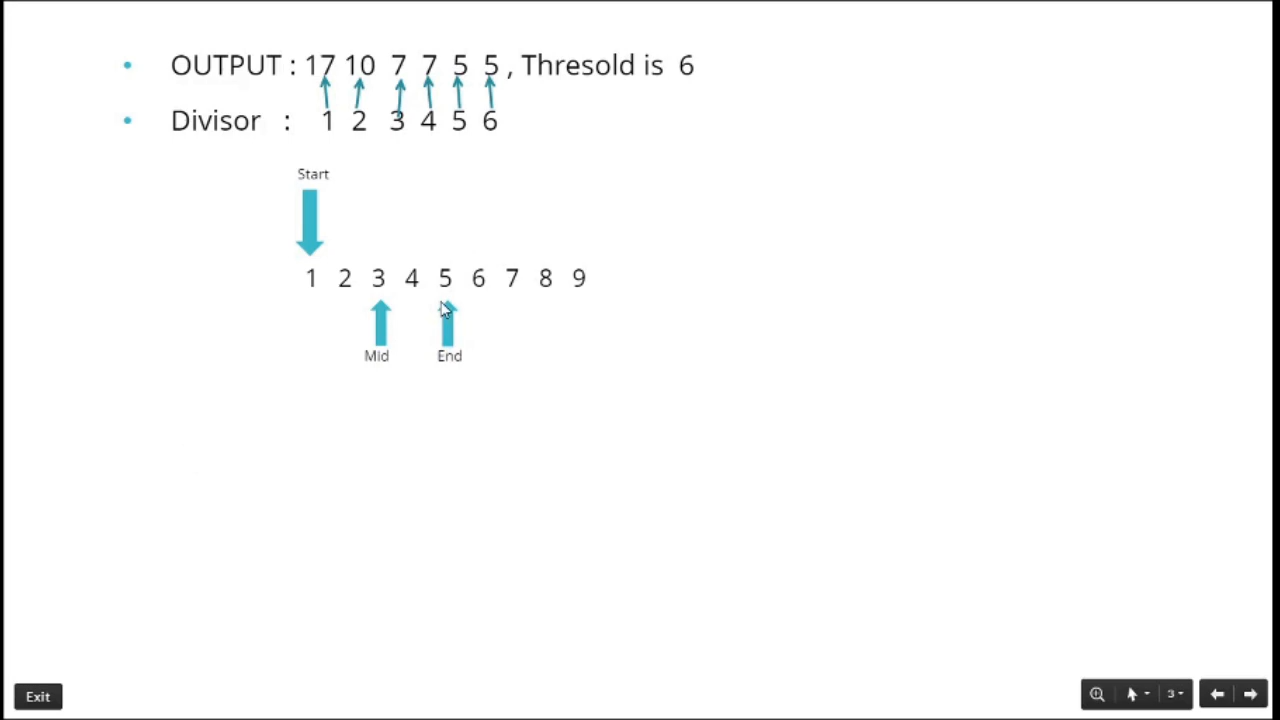 OUTPUT : 17 10 7 7 5 5 , Thresold is 6
Divisor : 1 2 3 4 5 6
Start
1 2 3 4 5 6 7 8 9
Mid End
Exit 3